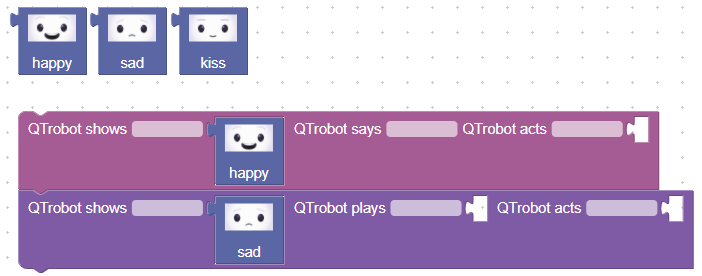 happy sad kiss
QTrobot shows QTrobot says QTrobot acts
happy
QTrobot shows QTrobot plays QTrobot acts
sad